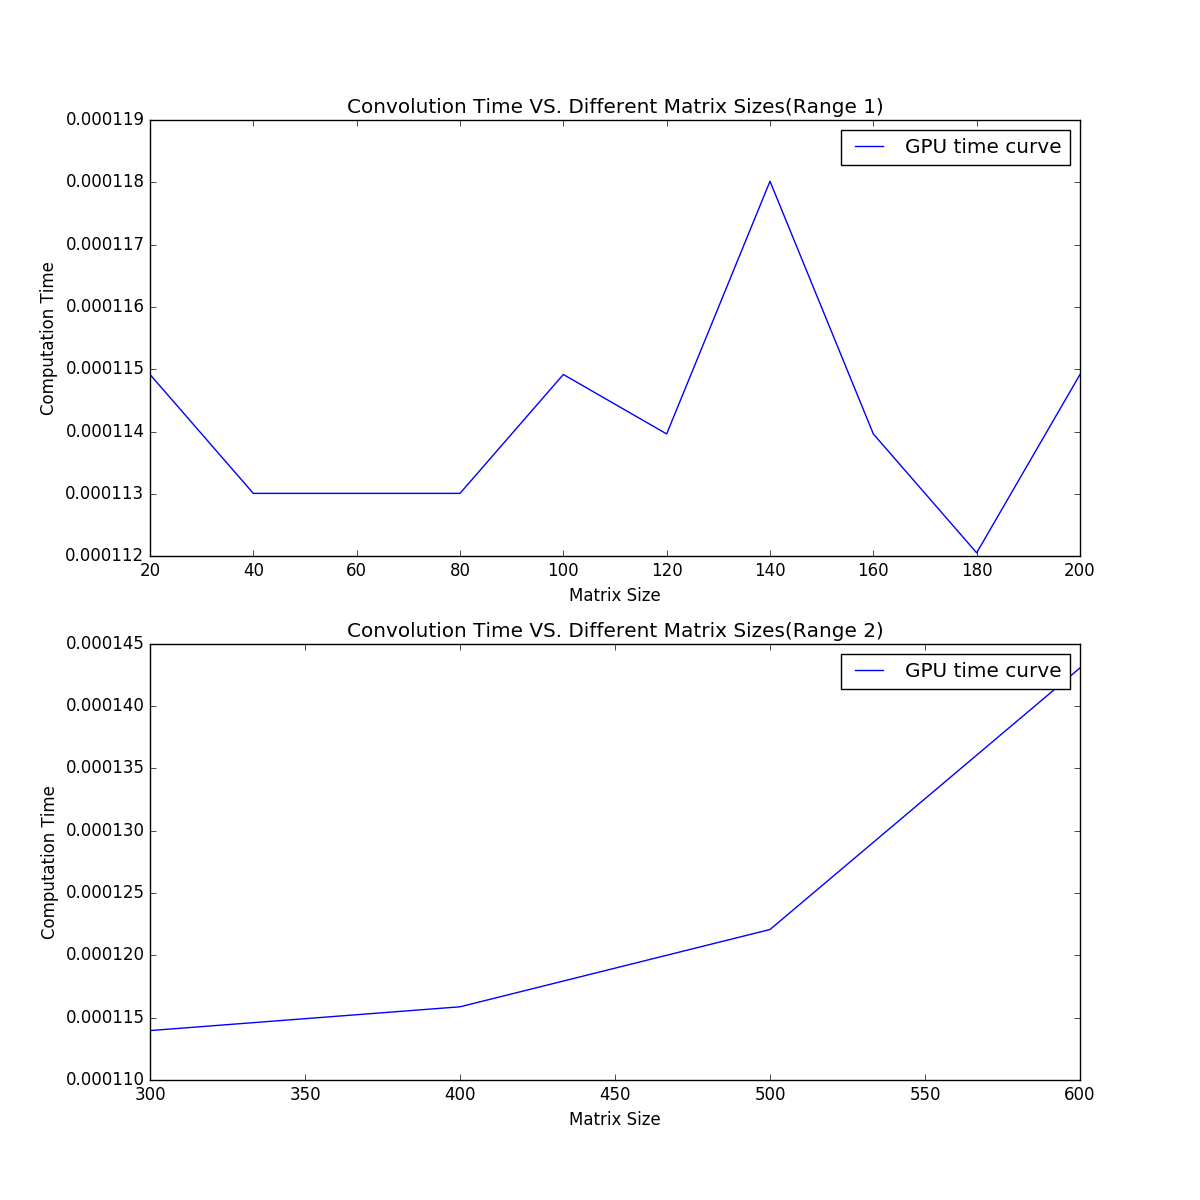 Convolution Time VS. Different Matrix Sizes(Range 1)
0.000119
0.000118
0.000117
0.000116
0.000115
0.000114
0.000113
0.000112
Computation Time
GPU time curve
20 40 60 80 100 120 140 160 180 200
Matrix Size
Convolution Time VS. Different Matrix Sizes(Range 2)
0.000145
0.000140
0.000135
0.000130
0.000125
0.000120
0.000115
0.000110
Computation Time
GPU time curve
300 350 400 450 500 550 600
Matrix Size